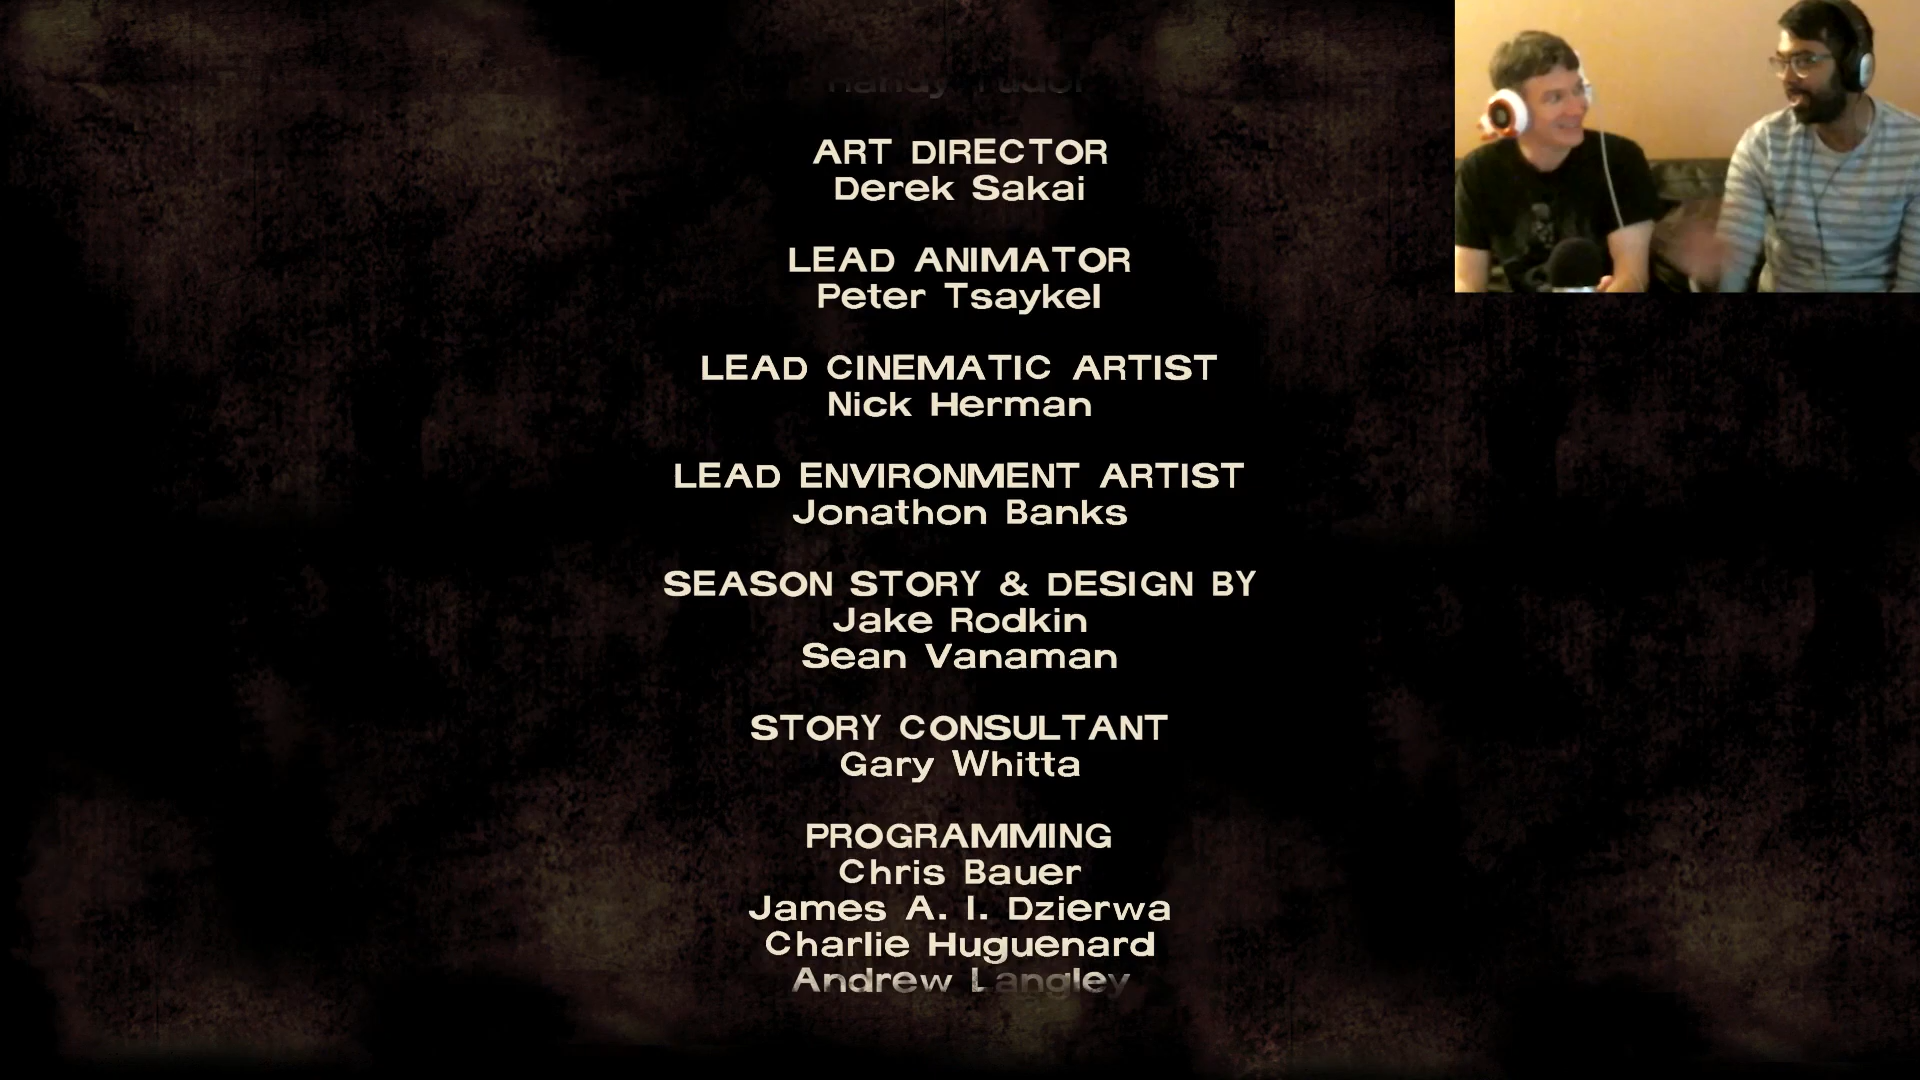 Randy Tudor
ART DIRECTOR
Derek Sakai
LEAD ANIMATOR
Peter Tsaykel
LEAD CINEMATIC ARTIST
Nick Herman
LEAD ENVIRONMENT ARTIST
Jonathon Banks
SEASON STORY & DESIGN BY
Jake Rodkin
Sean Vanaman
STORY CONSULTANT
Gary Whitta
PROGRAMMING
Chris Bauer
James A. I. Dzierwa
Charlie Huguenard
Andrew Langley